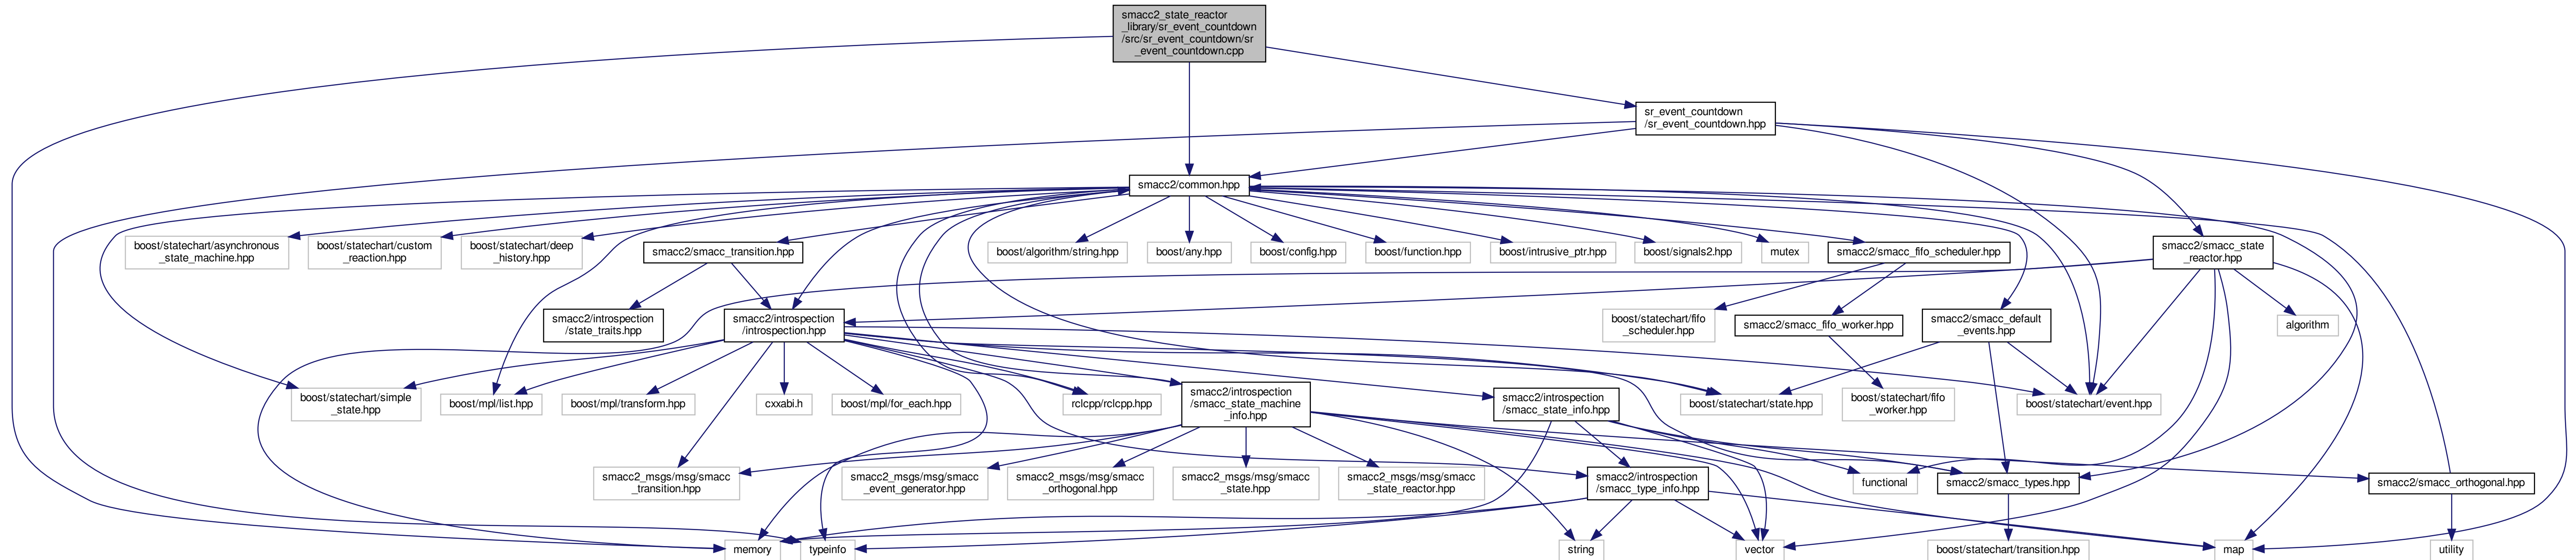 smacc2_state_reactor
_library/sr_event_countdown
/src/sr_event_countdown/sr
_event_countdown.cpp
sr_event_countdown
/sr_event_countdown.hpp
smacc2/common.hpp
boost/statechart/asynchronous
_state_machine.hpp
boost/statechart/custom
_reaction.hpp
boost/statechart/deep
_history.hpp
smacc2/smacc_transition.hpp
boost/algorithm/string.hpp
boost/any.hpp
boost/config.hpp
boost/function.hpp
boost/intrusive_ptr.hpp
boost/signals2.hpp
mutex
smacc2/smacc_fifo_scheduler.hpp
smacc2/smacc_state
_reactor.hpp
smacc2/introspection
/state_traits.hpp
smacc2/introspection
/introspection.hpp
boost/statechart/fifo
_scheduler.hpp
smacc2/smacc_fifo_worker.hpp
smacc2/smacc_default
_events.hpp
algorithm
boost/statechart/simple
_state.hpp
boost/mpl/list.hpp
boost/mpl/transform.hpp
cxxabi.h
boost/mpl/for_each.hpp
rclcpp/rclcpp.hpp
smacc2/introspection
/smacc_state_machine
_info.hpp
smacc2/introspection
/smacc_state_info.hpp
boost/statechart/state.hpp
boost/statechart/fifo
_worker.hpp
boost/statechart/event.hpp
smacc2_msgs/msg/smacc
_transition.hpp
smacc2_msgs/msg/smacc
_event_generator.hpp
smacc2_msgs/msg/smacc
_orthogonal.hpp
smacc2_msgs/msg/smacc
_state.hpp
smacc2_msgs/msg/smacc
_state_reactor.hpp
smacc2/introspection
/smacc_type_info.hpp
functional
smacc2/smacc_types.hpp
smacc2/smacc_orthogonal.hpp
memory
typeinfo
string
vector
boost/statechart/transition.hpp
map
utility